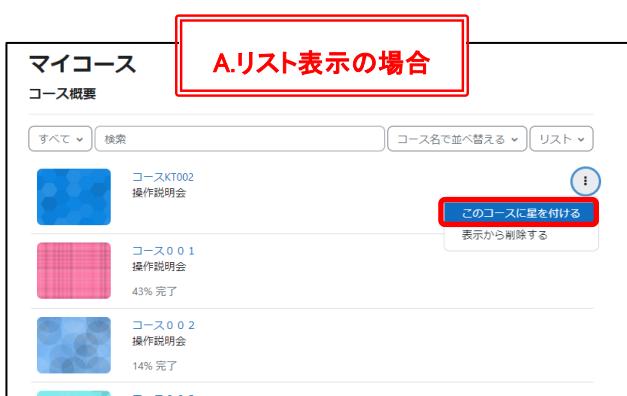 A.リスト表示の場合
マイコース
コース概要
すべて 検索 コース名で並べ替える リスト
コースKT002
操作説明会
このコースに星を付ける
表示から削除する
コース００１
操作説明会
43% 完了
コース００２
操作説明会
14% 完了